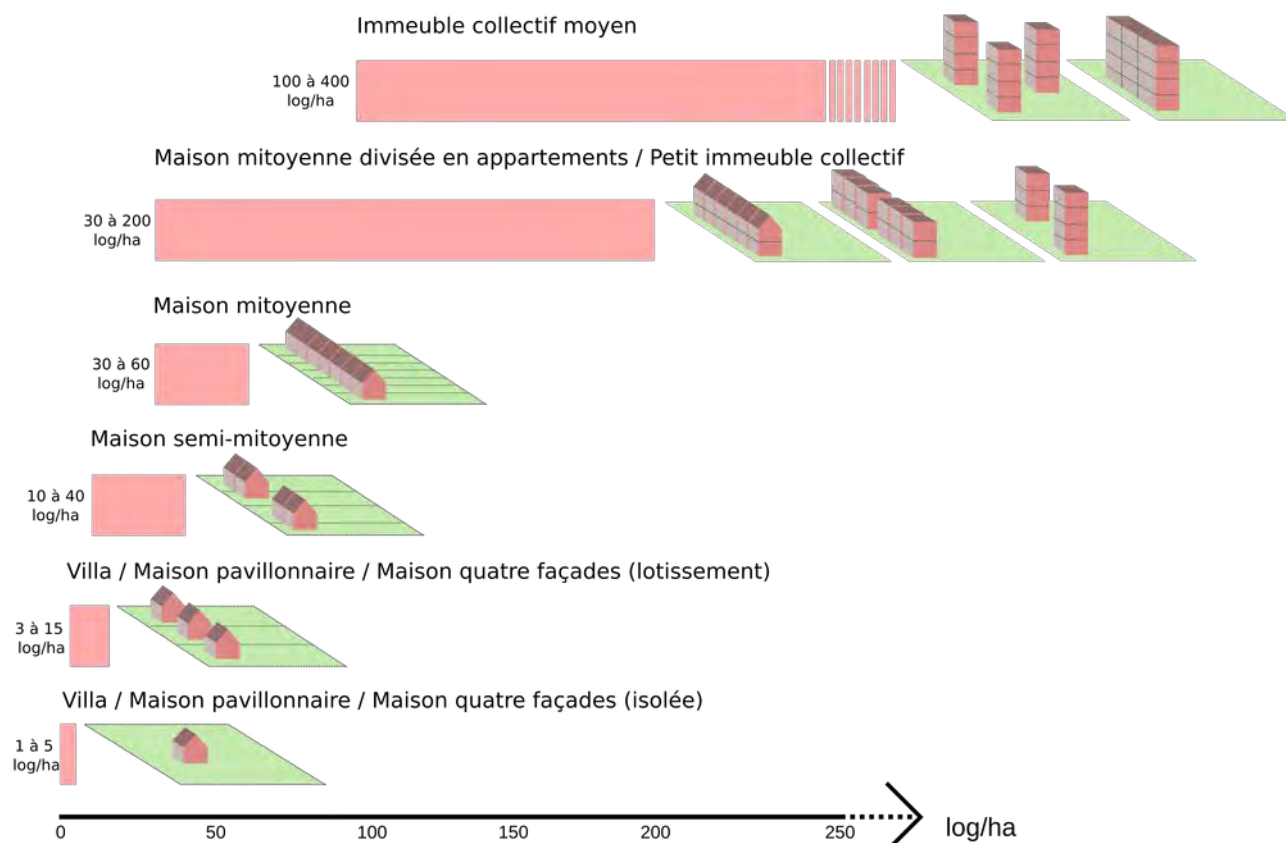 Immeuble collectif moyen
100 à 400
log/ha
Maison mitoyenne divisée en appartements / Petit immeuble collectif
30 à 200
log/ha
Maison mitoyenne
30 à 60
log/ha
Maison semi-mitoyenne
10 à 40
log/ha
Villa / Maison pavillonnaire / Maison quatre façades (lotissement)
3 à 15
log/ha
Villa / Maison pavillonnaire / Maison quatre façades (isolée)
1 à 5
log/ha
0 50 100 150 200 250 log/ha